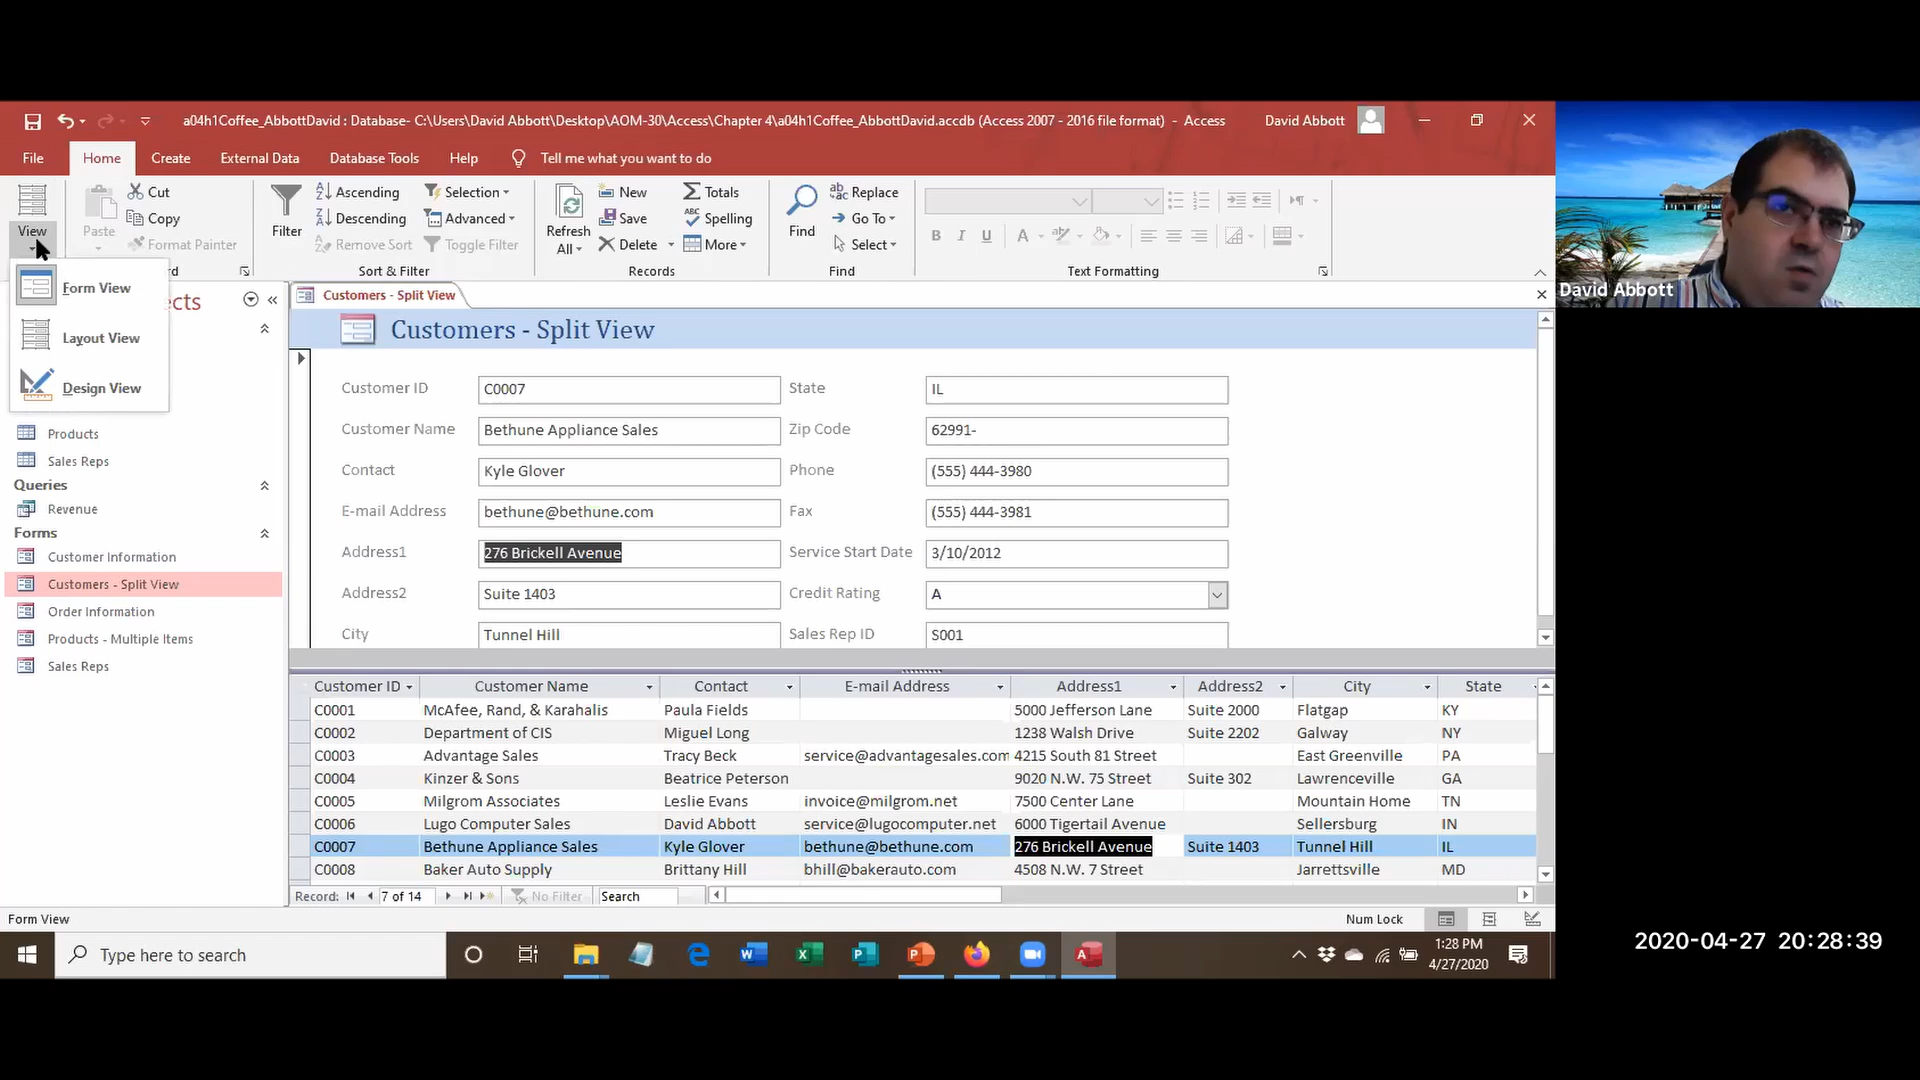 a04h1Coffee_AbbottDavid : Database- C:\Users\David Abbott\Desktop\AOM-30\Access\Chapter 4\a04h1Coffee_AbbottDavid.accdb (Access 2007 - 2016 file format) - Access
David Abbott
File Home Create External Data Database Tools Help Tell me what you want to do
View
Paste
Cut
Copy
Format Painter
Filter
Ascending
Descending
Remove Sort
Selection
Advanced
Toggle Filter
Sort & Filter
Refresh
All
New
Save
Delete
Totals
Spelling
More
Records
Find
Replace
Go To
Select
Find
B I U A
Text Formatting
Form View
Layout View
Design View
Products
Sales Reps
Queries
Revenue
Forms
Customer Information
Customers - Split View
Order Information
Products - Multiple Items
Sales Reps
Customers - Split View
Customers - Split View
Customer ID C0007 State IL
Customer Name Bethune Appliance Sales Zip Code 62991-
Contact Kyle Glover Phone (555) 444-3980
E-mail Address bethune@bethune.com Fax (555) 444-3981
Address1 276 Brickell Avenue Service Start Date 3/10/2012
Address2 Suite 1403 Credit Rating A
City Tunnel Hill Sales Rep ID S001
Customer ID Customer Name Contact E-mail Address Address1 Address2 City State
C0001 McAfee, Rand, & Karahalis Paula Fields 5000 Jefferson Lane Suite 2000 Flatgap KY
C0002 Department of CIS Miguel Long 1238 Walsh Drive Suite 2202 Galway NY
C0003 Advantage Sales Tracy Beck service@advantagesales.com 4215 South 81 Street East Greenville PA
C0004 Kinzer & Sons Beatrice Peterson 9020 N.W. 75 Street Suite 302 Lawrenceville GA
C0005 Milgrom Associates Leslie Evans invoice@milgrom.net 7500 Center Lane Mountain Home TN
C0006 Lugo Computer Sales David Abbott service@lugocomputer.net 6000 Tigertail Avenue Sellersburg IN
C0007 Bethune Appliance Sales Kyle Glover bethune@bethune.com 276 Brickell Avenue Suite 1403 Tunnel Hill IL
C0008 Baker Auto Supply Brittany Hill bhill@bakerauto.com 4508 N.W. 7 Street Jarrettsville MD
Record: 7 of 14 No Filter Search
Form View Num Lock
Type here to search
1:28 PM
4/27/2020
David Abbott
2020-04-27 20:28:39